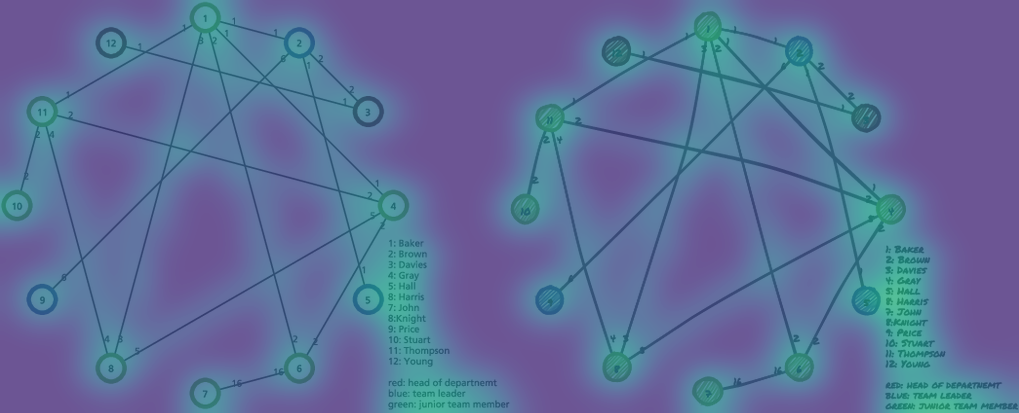 1
12
2
3
11
10
4
9
5
8
6
7
1
1
1
1
3
2
1
1
6
1
2
2
1
1
2
2
4
2
1
2
5
2
6
1
4
3
5
2
2
16
16
1: Baker
2: Brown
3: Davies
4: Gray
5: Hall
8: Harris
7: John
8:Knight
9: Price
10: Stuart
11: Thompson
12: Young
red: head of departnemt
blue: team leader
green: junior team member
1: Baker
2: Brown
3: Davies
4: Gray
5: Hall
8: Harris
7: John
8:Knight
9: Price
10: Stuart
11: Thompson
12: Young
red: head of departnemt
blue: team leader
green: junior team member